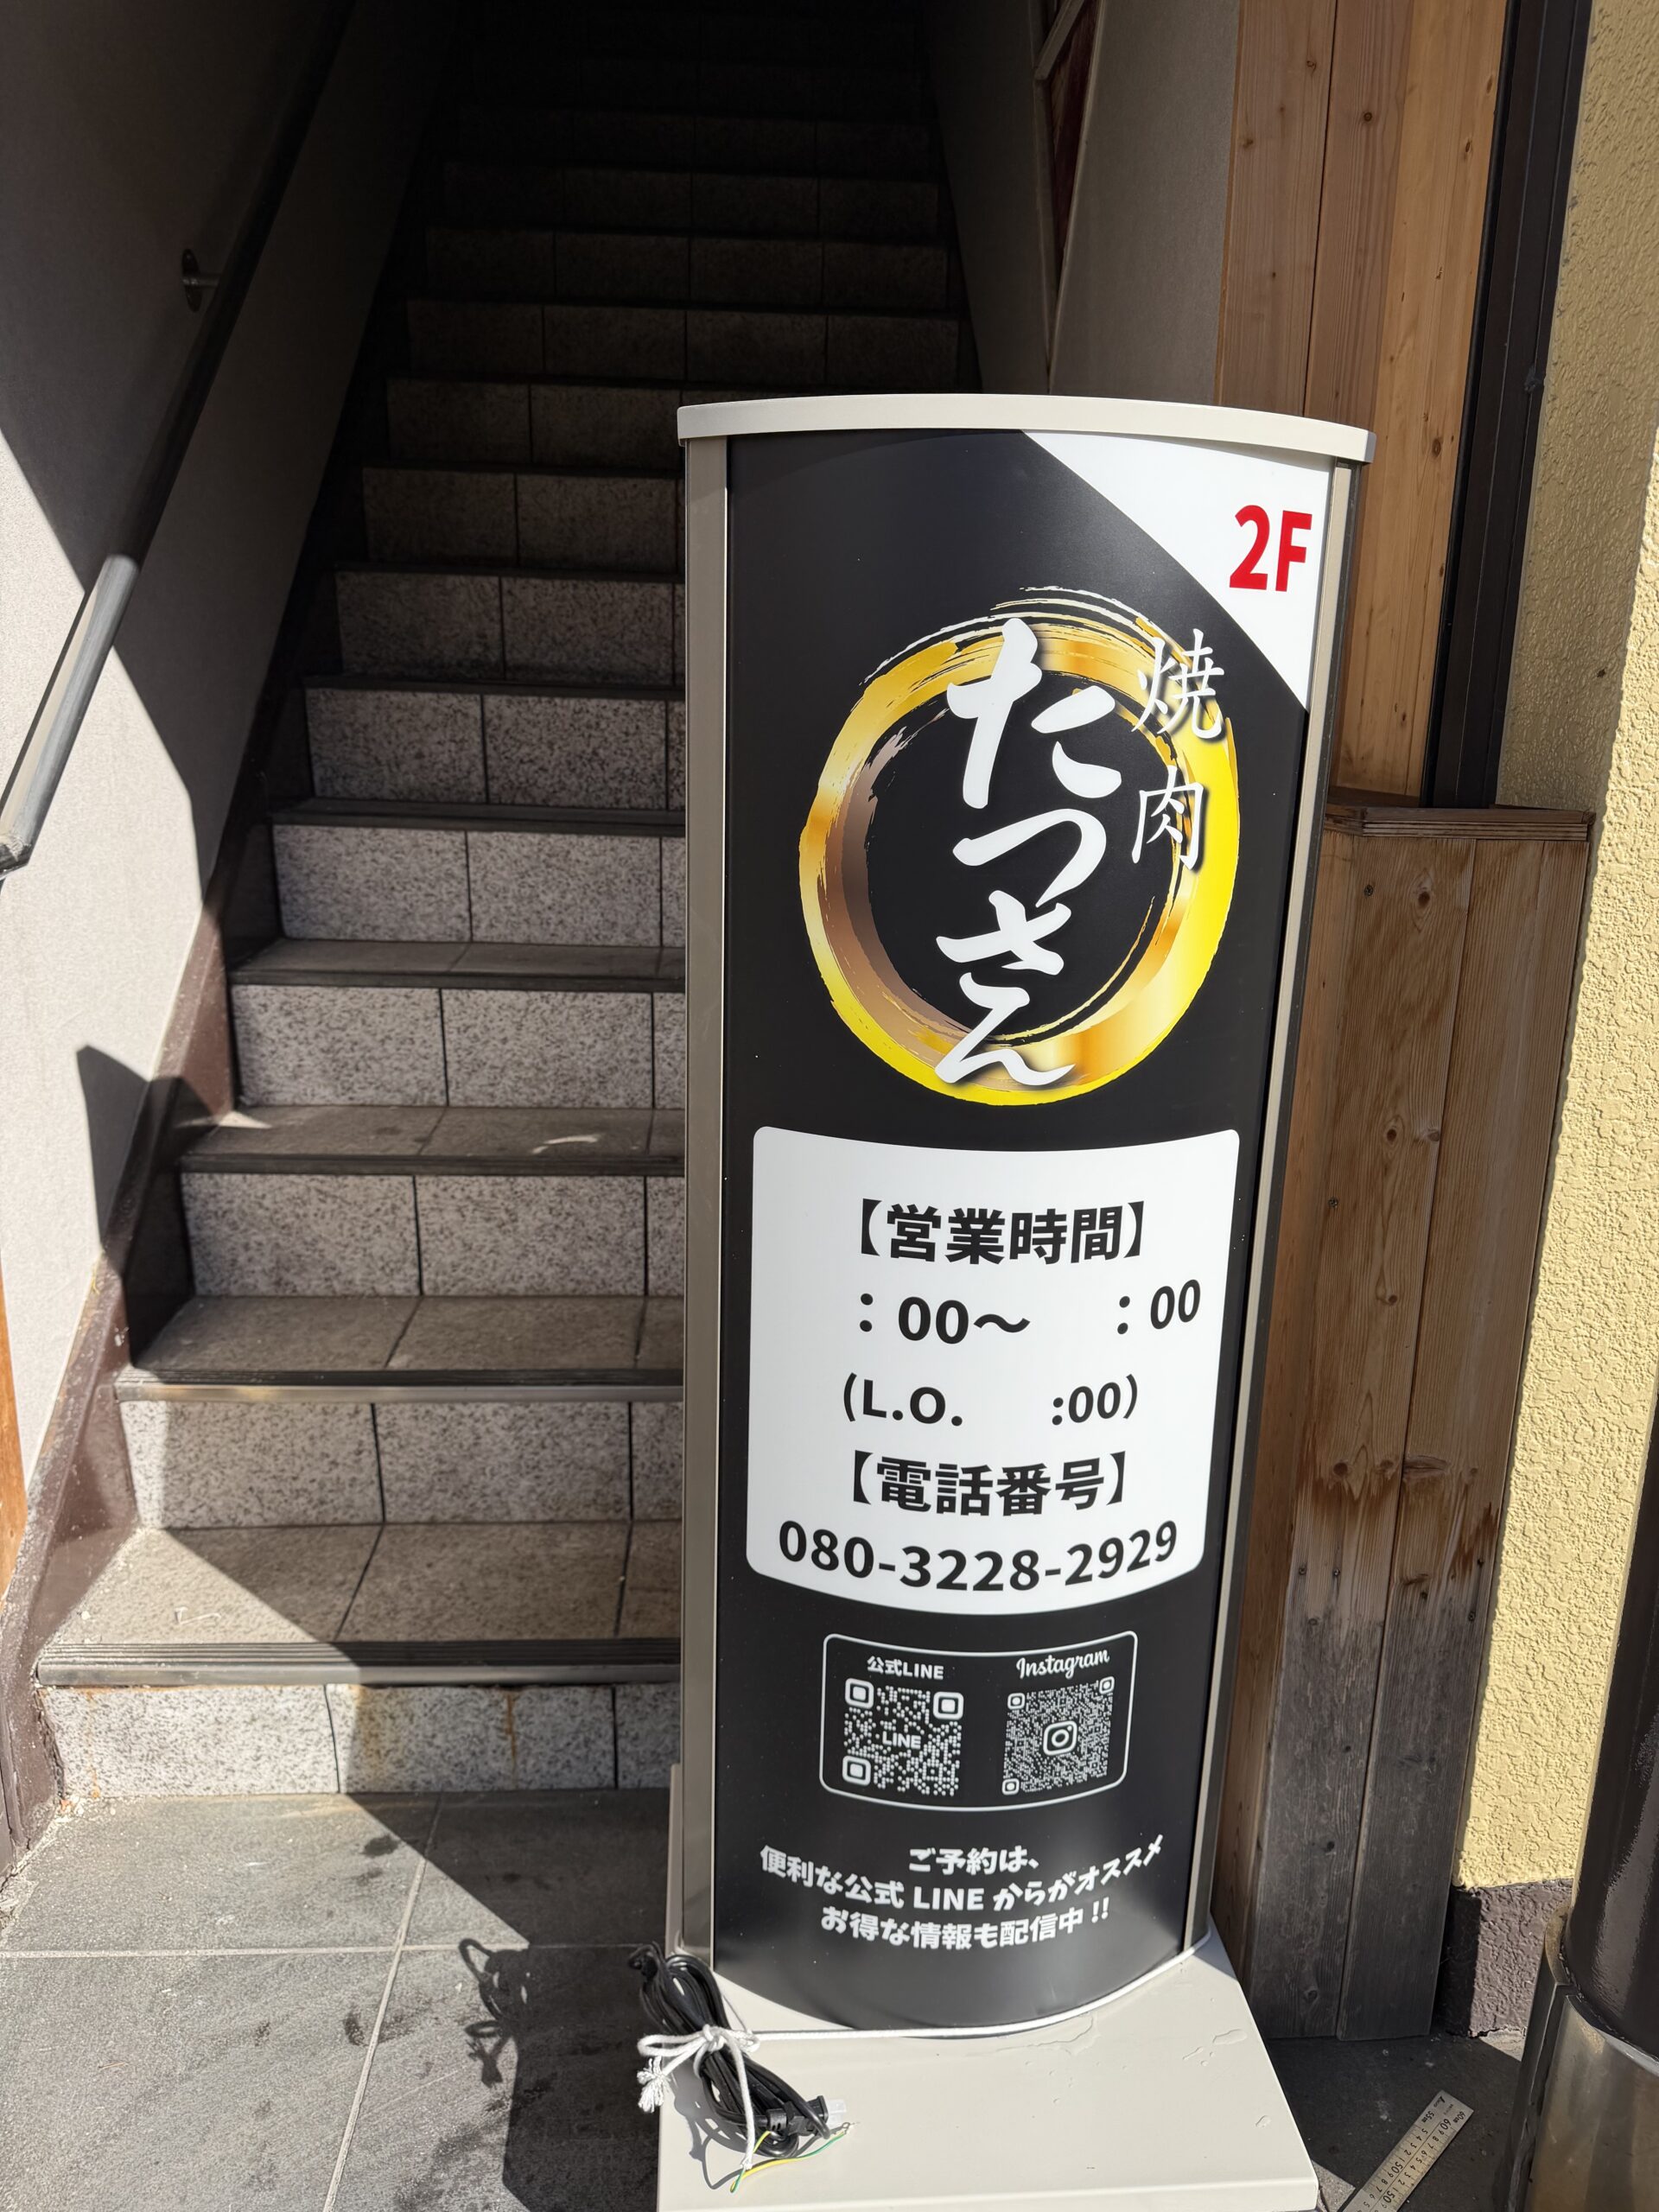 2F
焼肉
たつさん
【営業時間】
：00～　：00
(L.O.　:00)
【電話番号】
080-3228-2929
公式LINE
Instagram
LINE
ご予約は、
便利な公式 LINE からがオススメ
お得な情報も配信中 !!